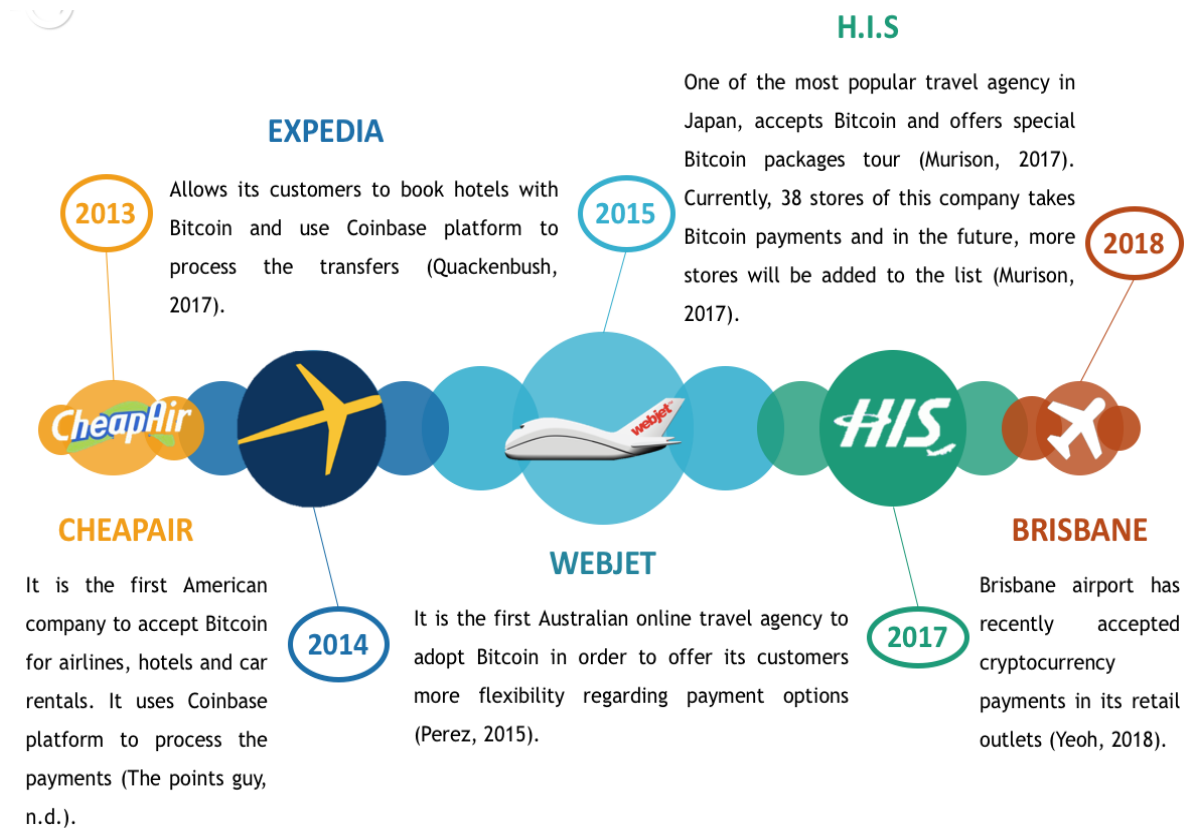 H.I.S
One of the most popular travel agency in
Japan, accepts Bitcoin and offers special
Bitcoin packages tour (Murison, 2017).
Currently, 38 stores of this company takes
Bitcoin payments and in the future, more
stores will be added to the list (Murison,
2017).
EXPEDIA
Allows its customers to book hotels with
Bitcoin and use Coinbase platform to
process the transfers (Quackenbush,
2017).
2013
2015
2018
CheapAir
webjet
HIS
CHEAPAIR
It is the first American
company to accept Bitcoin
for airlines, hotels and car
rentals. It uses Coinbase
platform to process the
payments (The points guy,
n.d.).
2014
WEBJET
It is the first Australian online travel agency to
adopt Bitcoin in order to offer its customers
more flexibility regarding payment options
(Perez, 2015).
2017
BRISBANE
Brisbane airport has
recently accepted
cryptocurrency
payments in its retail
outlets (Yeoh, 2018).